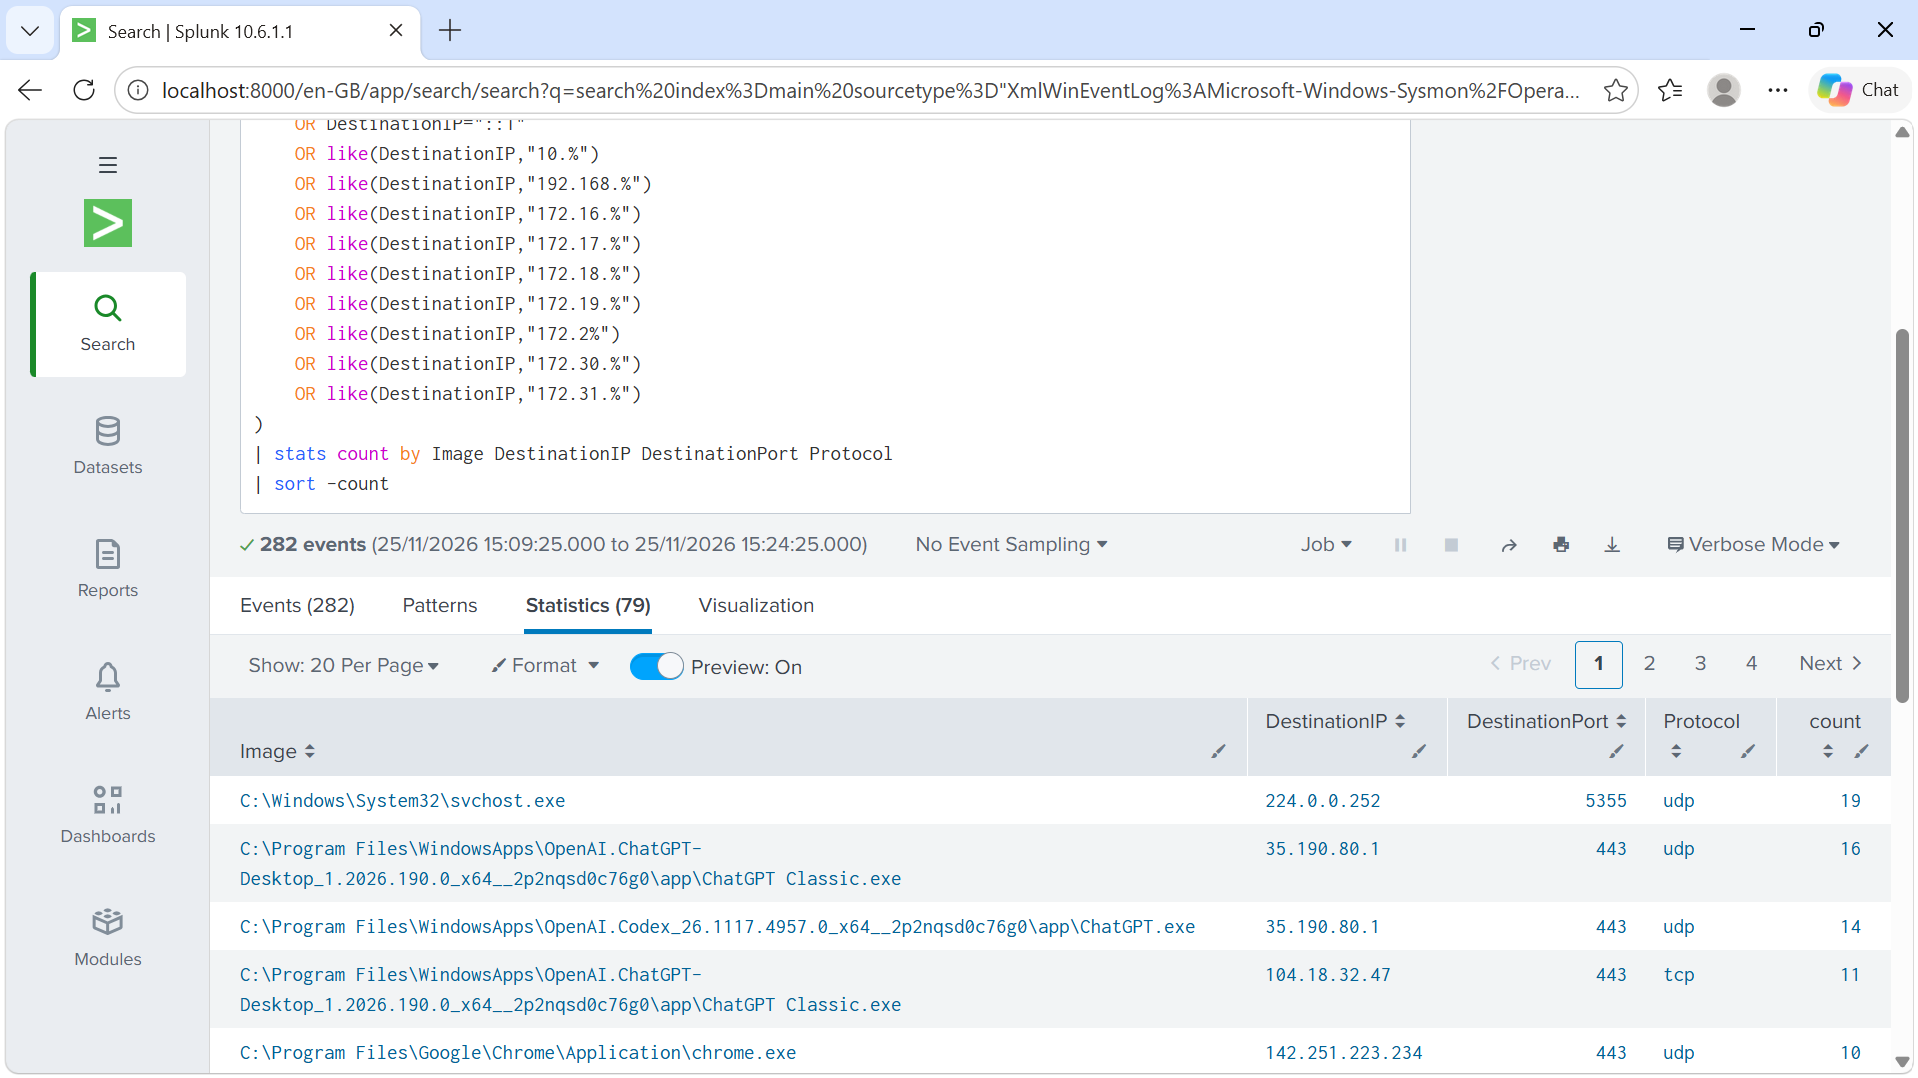 Search | Splunk 10.6.1.1
localhost:8000/en-GB/app/search/search?q=search%20index%3Dmain%20sourcetype%3D"XmlWinEventLog%3AMicrosoft-Windows-Sysmon%2FOpera...
Chat
Search
Datasets
Reports
Alerts
Dashboards
Modules
OR DestinationIP="::1"
OR like(DestinationIP,"10.%")
OR like(DestinationIP,"192.168.%")
OR like(DestinationIP,"172.16.%")
OR like(DestinationIP,"172.17.%")
OR like(DestinationIP,"172.18.%")
OR like(DestinationIP,"172.19.%")
OR like(DestinationIP,"172.2%")
OR like(DestinationIP,"172.30.%")
OR like(DestinationIP,"172.31.%")
)
| stats count by Image DestinationIP DestinationPort Protocol
| sort -count
282 events (25/11/2026 15:09:25.000 to 25/11/2026 15:24:25.000) No Event Sampling Job Verbose Mode
Events (282) Patterns Statistics (79) Visualization
Show: 20 Per Page Format Preview: On Prev 1 2 3 4 Next
Image DestinationIP DestinationPort Protocol count
C:\Windows\System32\svchost.exe 224.0.0.252 5355 udp 19
C:\Program Files\WindowsApps\OpenAI.ChatGPT- 35.190.80.1 443 udp 16
Desktop_1.2026.190.0_x64__2p2nqsd0c76g0\app\ChatGPT Classic.exe
C:\Program Files\WindowsApps\OpenAI.Codex_26.1117.4957.0_x64__2p2nqsd0c76g0\app\ChatGPT.exe 35.190.80.1 443 udp 14
C:\Program Files\WindowsApps\OpenAI.ChatGPT- 104.18.32.47 443 tcp 11
Desktop_1.2026.190.0_x64__2p2nqsd0c76g0\app\ChatGPT Classic.exe
C:\Program Files\Google\Chrome\Application\chrome.exe 142.251.223.234 443 udp 10